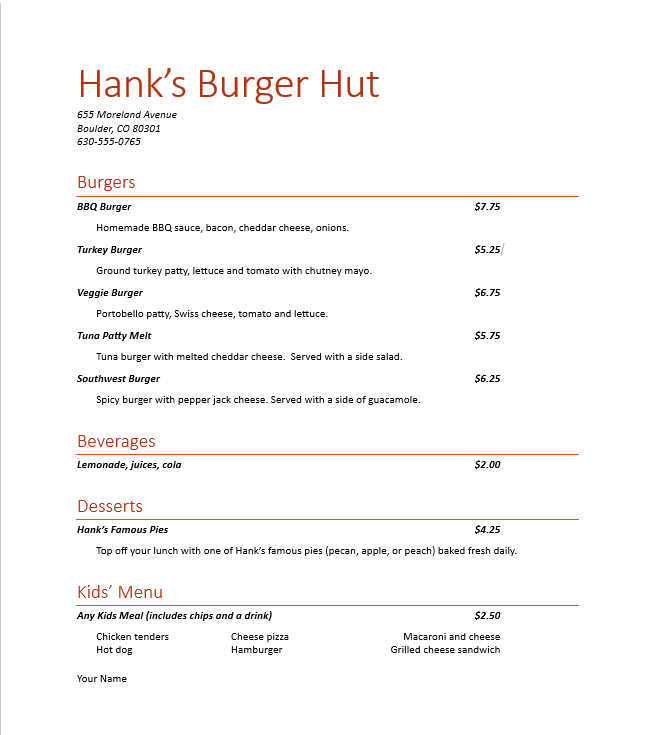 Hank's Burger Hut
655 Moreland Avenue
Boulder, CO 80301
630-555-0765
Burgers
BBQ Burger $7.75
Homemade BBQ sauce, bacon, cheddar cheese, onions.
Turkey Burger $5.25
Ground turkey patty, lettuce and tomato with chutney mayo.
Veggie Burger $6.75
Portobello patty, Swiss cheese, tomato and lettuce.
Tuna Patty Melt $5.75
Tuna burger with melted cheddar cheese.  Served with a side salad.
Southwest Burger $6.25
Spicy burger with pepper jack cheese. Served with a side of guacamole.
Beverages
Lemonade, juices, cola $2.00
Desserts
Hank's Famous Pies $4.25
Top off your lunch with one of Hank's famous pies (pecan, apple, or peach) baked fresh daily.
Kids' Menu
Any Kids Meal (includes chips and a drink) $2.50
Chicken tenders Cheese pizza Macaroni and cheese
Hot dog Hamburger Grilled cheese sandwich
Your Name